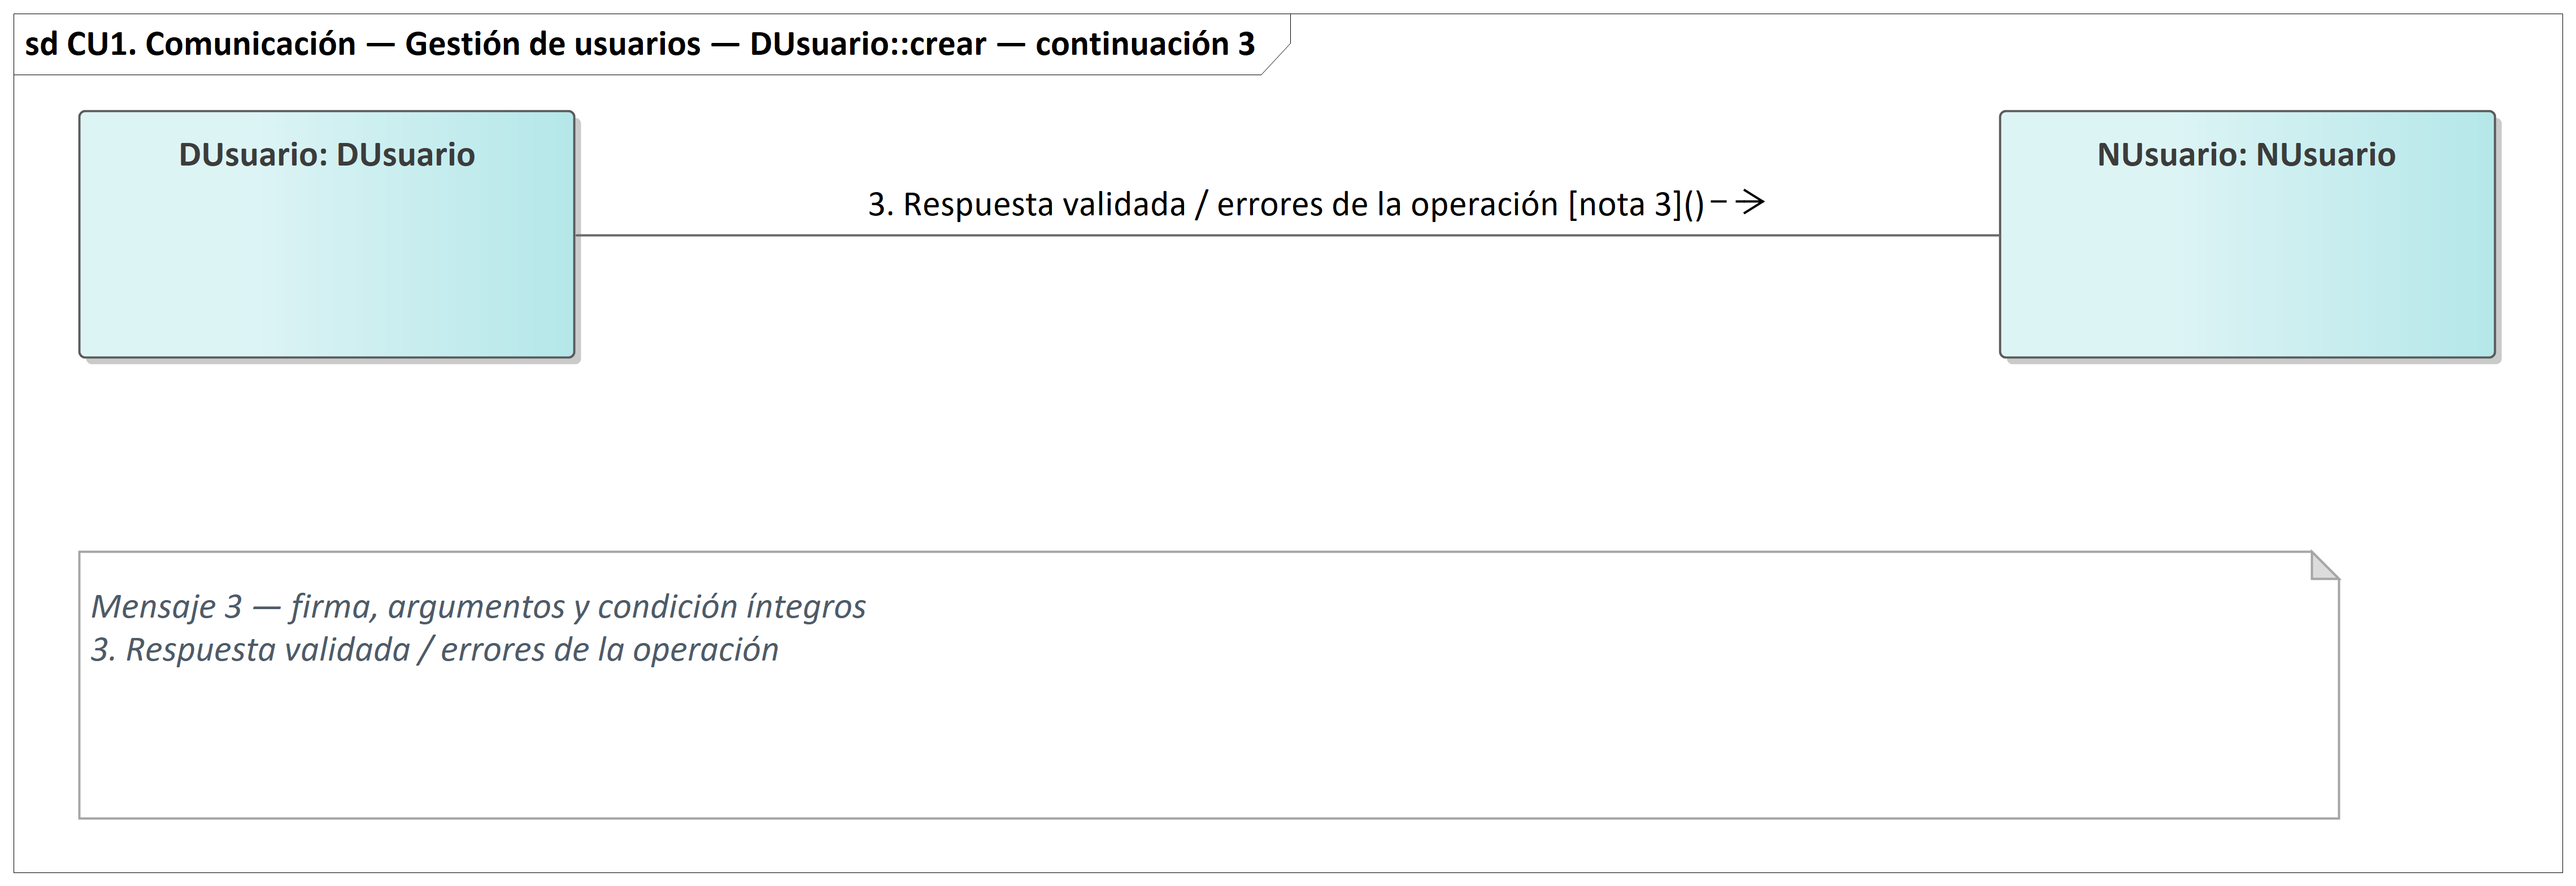 sd CU1. Comunicación — Gestión de usuarios — DUsuario::crear — continuación 3
DUsuario: DUsuario
NUsuario: NUsuario
3. Respuesta validada / errores de la operación [nota 3]()
Mensaje 3 — firma, argumentos y condición íntegros
3. Respuesta validada / errores de la operación